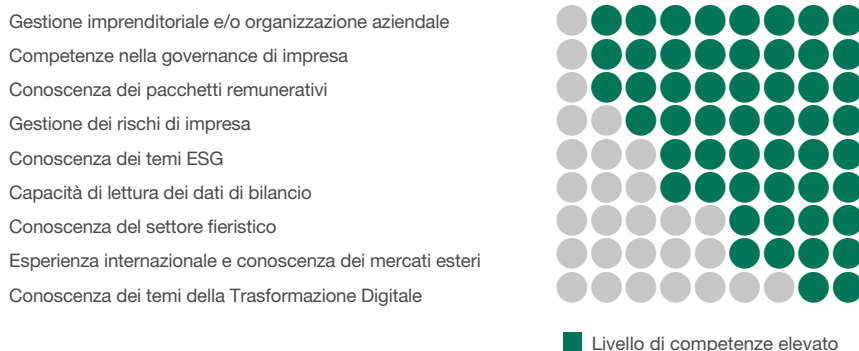 Gestione imprenditoriale e/o organizzazione aziendale
Competenze nella governance di impresa
Conoscenza dei pacchetti remunerativi
Gestione dei rischi di impresa
Conoscenza dei temi ESG
Capacità di lettura dei dati di bilancio
Conoscenza del settore fieristico
Esperienza internazionale e conoscenza dei mercati esteri
Conoscenza dei temi della Trasformazione Digitale
Livello di competenze elevato